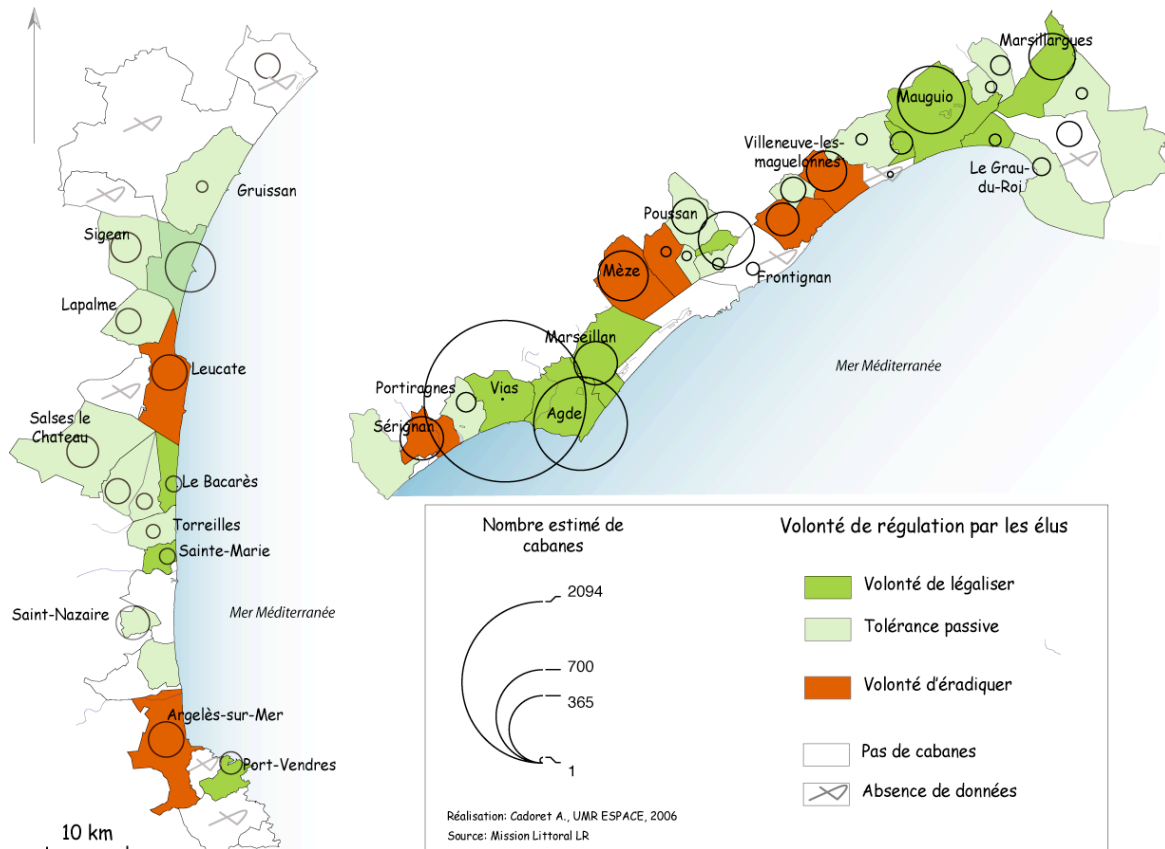 Marsillargues
Mauguio
Villeneuve-les-
maguelonnes
Le Grau-
du-Roi
Gruissan
Poussan
Sigean
Mèze
Frontignan
Lapalme
Marseillan
Mer Méditerranée
Leucate
Portiragnes
Vias
Agde
Salses le
Chateau
Sérignan
Le Bacarès
Torreilles
Sainte-Marie
Saint-Nazaire
Mer Méditerranée
Argelès-sur-Mer
Port-Vendres
10 km
Nombre estimé de
cabanes
2094
700
365
1
Réalisation: Cadoret A., UMR ESPACE, 2006
Source: Mission Littoral LR
Volonté de régulation par les élus
Volonté de légaliser
Tolérance passive
Volonté d'éradiquer
Pas de cabanes
Absence de données